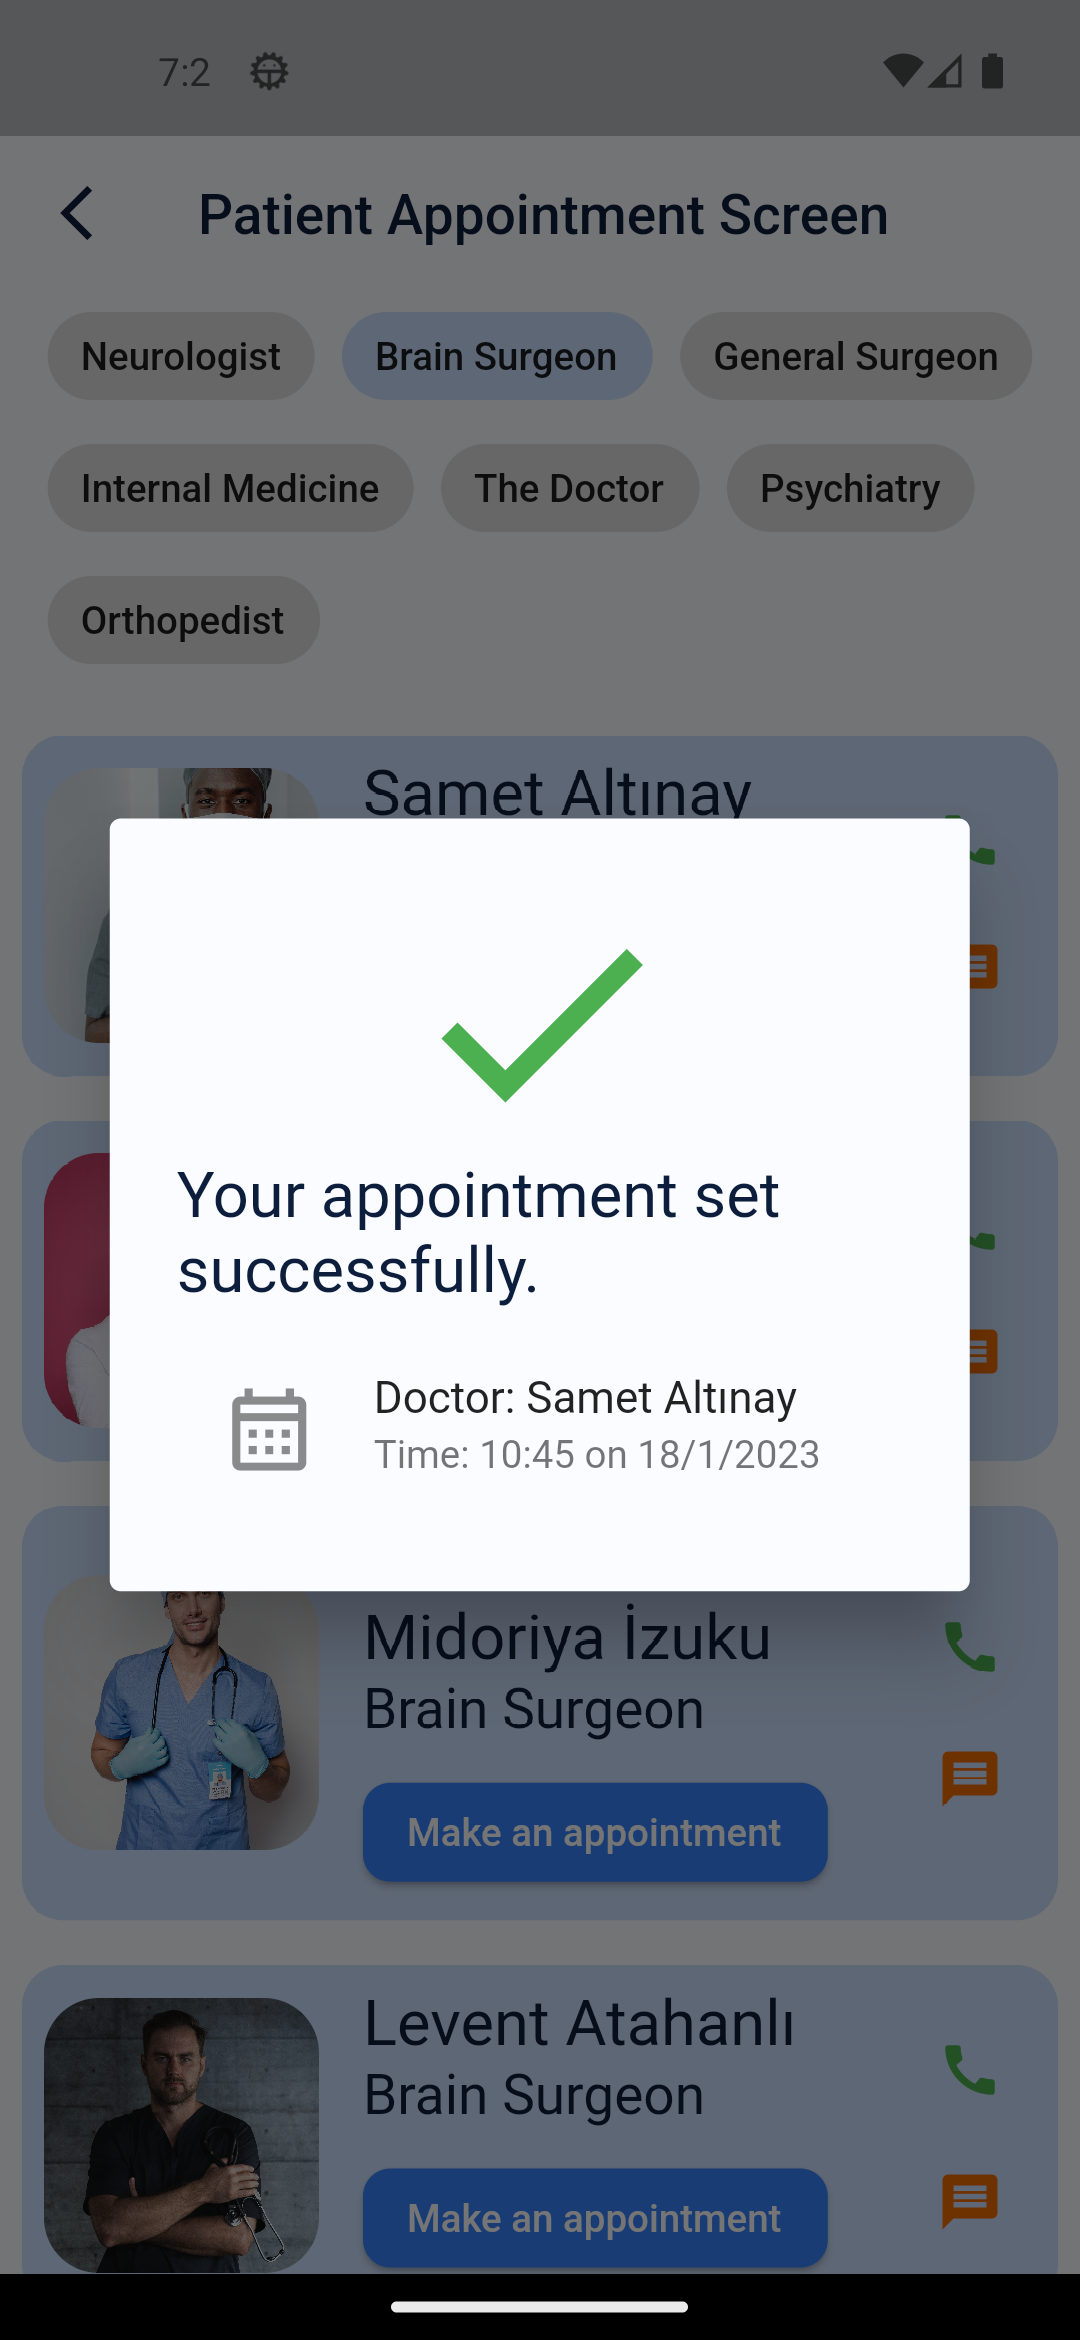 7:2
Patient Appointment Screen
Neurologist
Brain Surgeon
General Surgeon
Internal Medicine
The Doctor
Psychiatry
Orthopedist
Samet Altınay
Your appointment set
successfully.
Doctor: Samet Altınay
Time: 10:45 on 18/1/2023
Midoriya İzuku
Brain Surgeon
Make an appointment
Levent Atahanlı
Brain Surgeon
Make an appointment